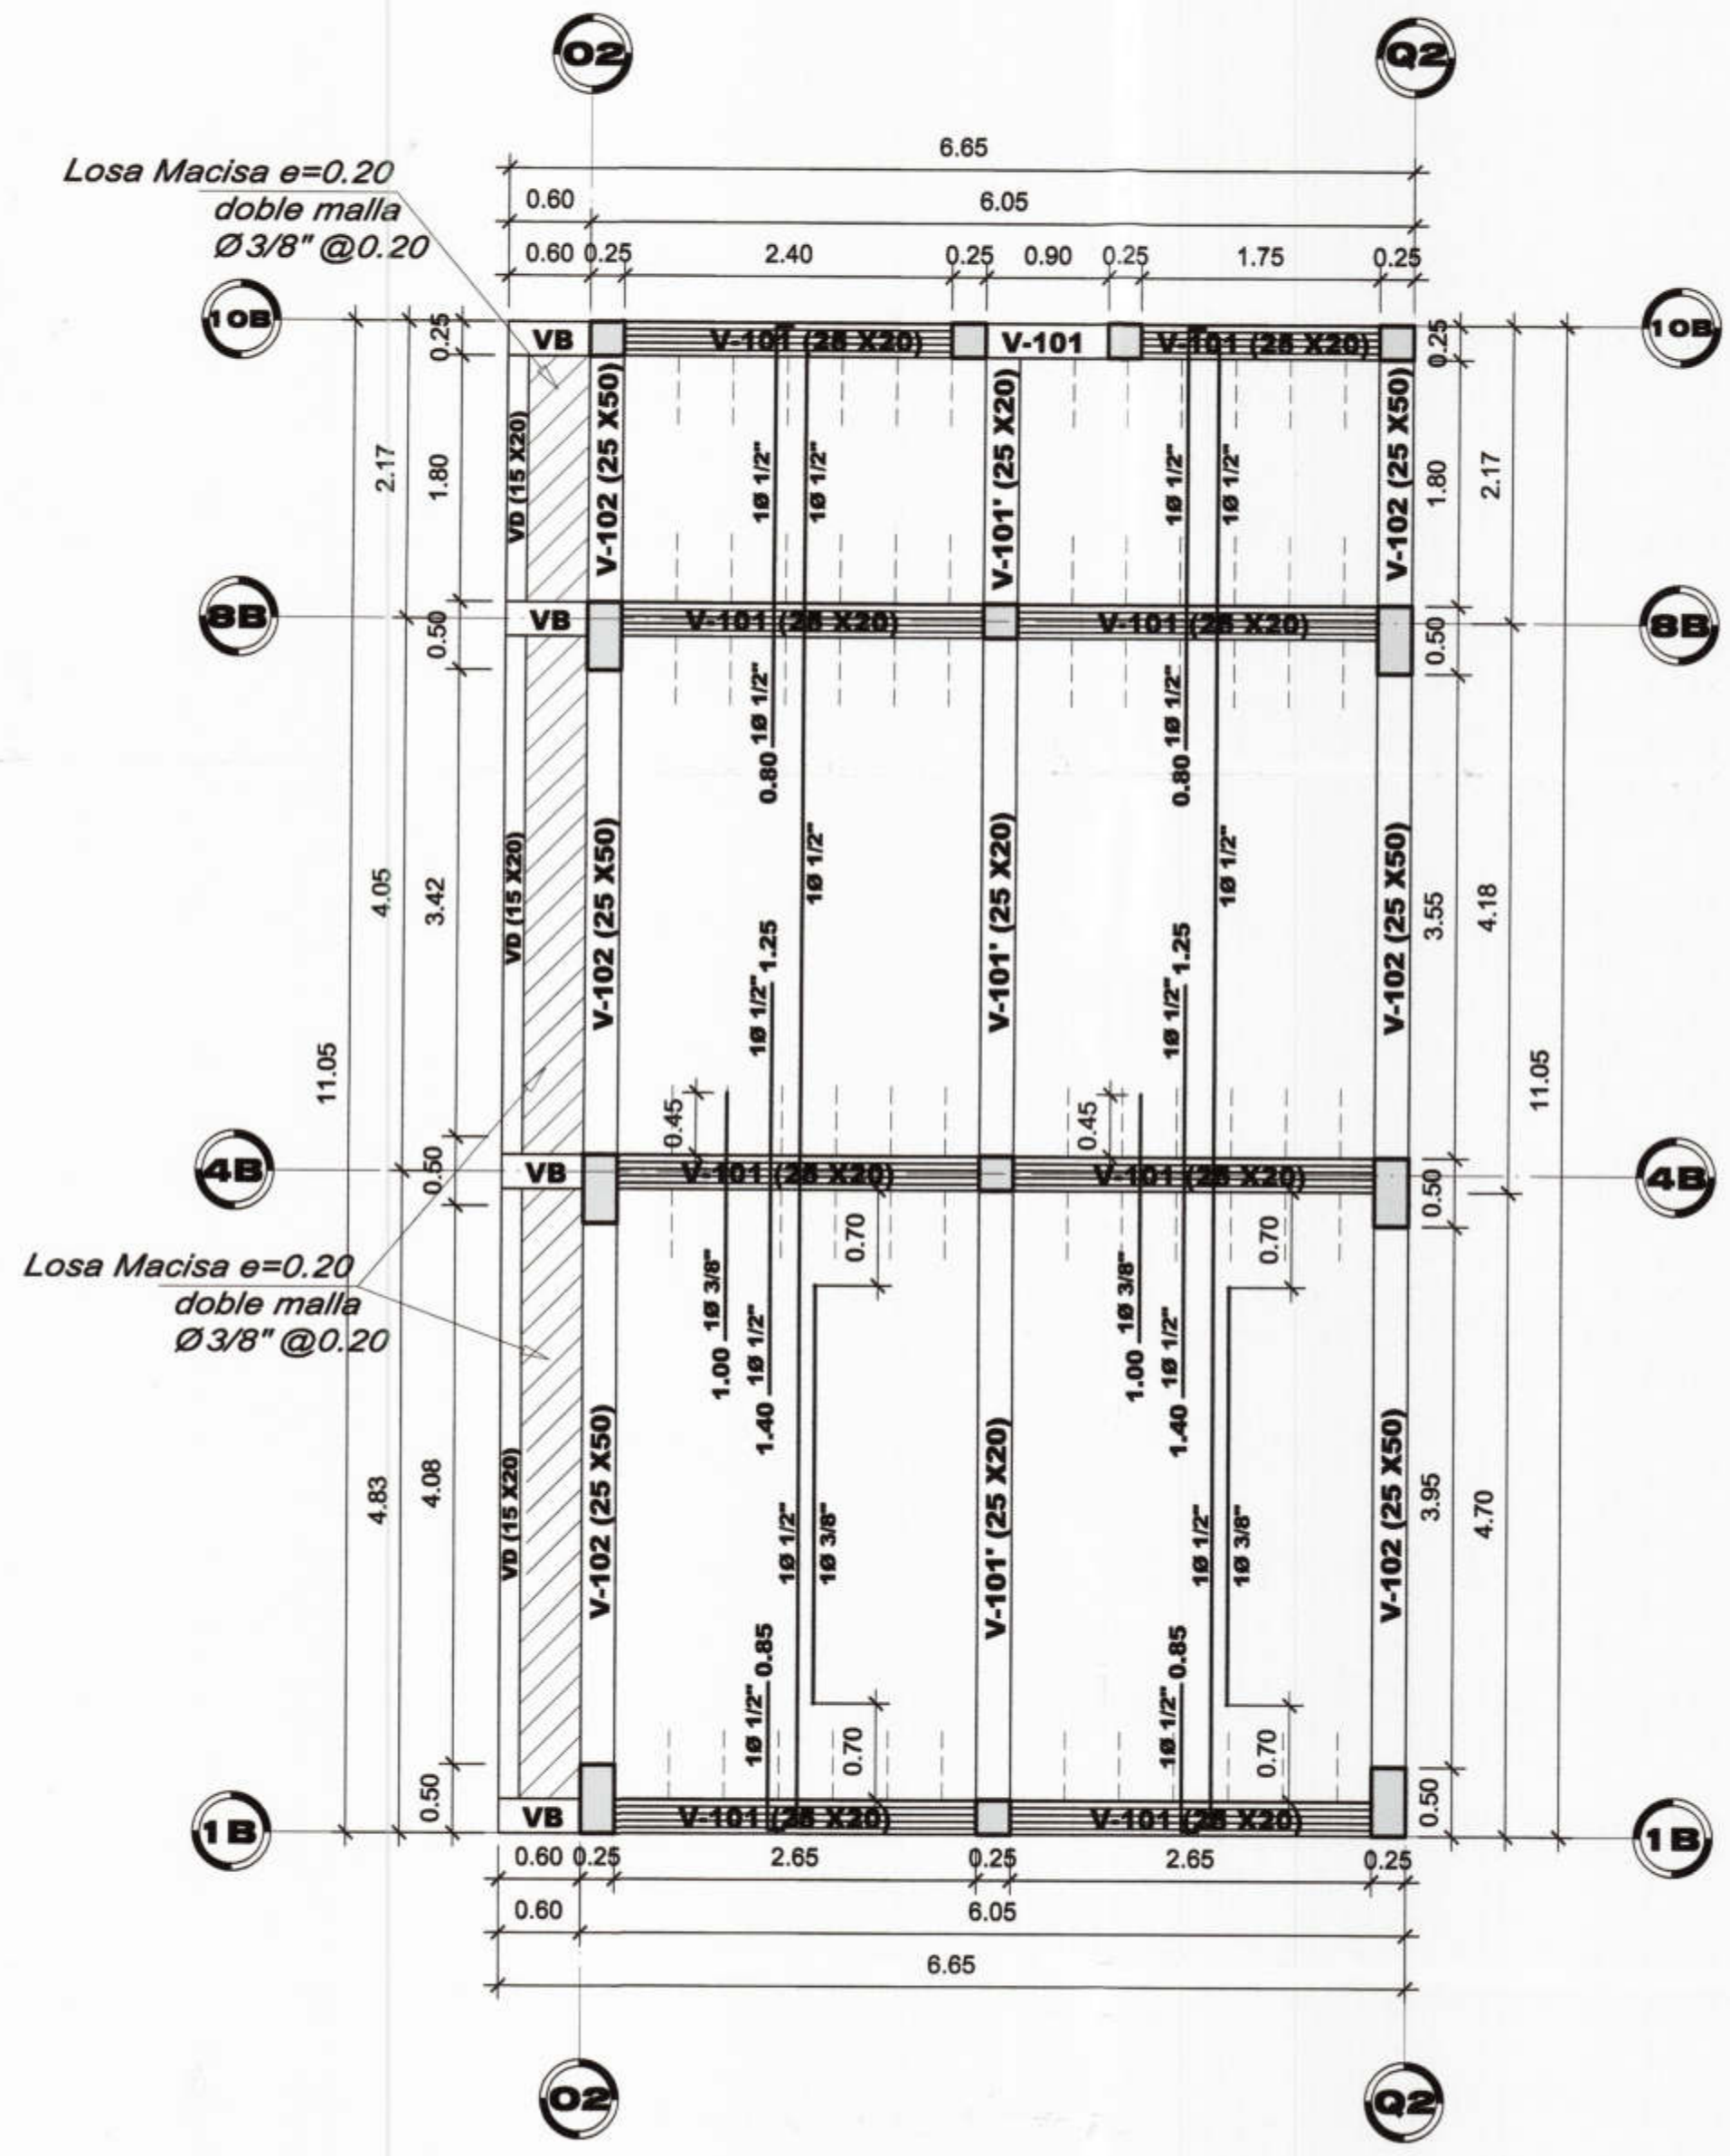 O2 Q2
6.65
Losa Macisa e=0.20
doble malla
Ø 3/8" @0.20
0.60 6.05
0.60 0.25 2.40 0.25 0.90 0.25 1.75 0.25
10B 10B
0.25 VB V-101 (25 X20) V-101 V-101 (25 X20) 0.25
2.17 1.80 VD (15 X20) V-102 (25 X50) 1Ø 1/2" 1Ø 1/2" V-101' (25 X20) 1Ø 1/2" 1Ø 1/2" V-102 (25 X50) 1.80 2.17
8B 8B
0.50 VB V-101 (25 X20) V-101 (25 X20) 0.50
0.80 1Ø 1/2" 0.80 1Ø 1/2"
11.05 4.05 3.42 VD (15 X20) V-102 (25 X50) 1Ø 1/2" V-101' (25 X20) 1Ø 1/2" V-102 (25 X50) 3.55 4.18 11.05
1Ø 1/2" 1.25 1Ø 1/2" 1.25
0.45 0.45
4B 4B
0.50 VB V-101 (25 X20) V-101 (25 X20) 0.50
0.70 0.70
Losa Macisa e=0.20
doble malla
Ø 3/8" @0.20
1.00 1Ø 3/8" 1.40 1Ø 1/2" 1.00 1Ø 3/8" 1.40 1Ø 1/2"
4.83 4.08 VD (15 X20) V-102 (25 X50) 1Ø 1/2" 1Ø 3/8" V-101' (25 X20) 1Ø 1/2" 1Ø 3/8" V-102 (25 X50) 3.95 4.70
1Ø 1/2" 0.85 0.70 1Ø 1/2" 0.85 0.70
0.50 0.50
1B VB V-101 (25 X20) V-101 (25 X20) 1B
0.60 0.25 2.65 0.25 2.65 0.25
0.60 6.05
6.65
O2 Q2